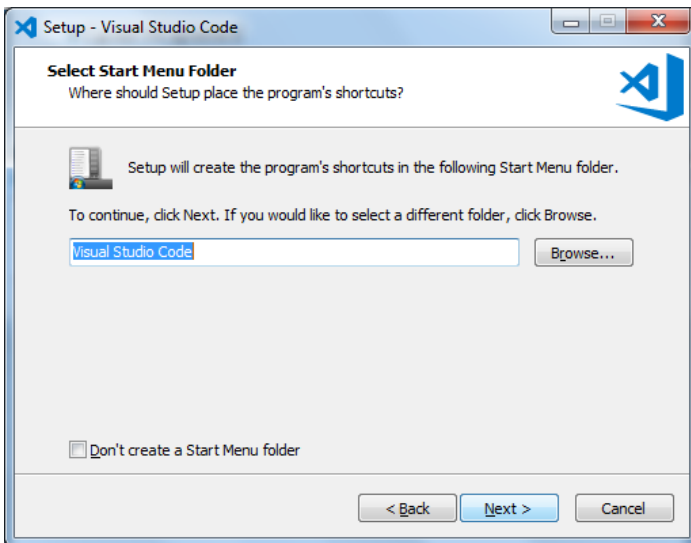 Setup - Visual Studio Code
Select Start Menu Folder
Where should Setup place the program's shortcuts?
Setup will create the program's shortcuts in the following Start Menu folder.
To continue, click Next. If you would like to select a different folder, click Browse.
Visual Studio Code
Browse...
Don't create a Start Menu folder
< Back
Next >
Cancel